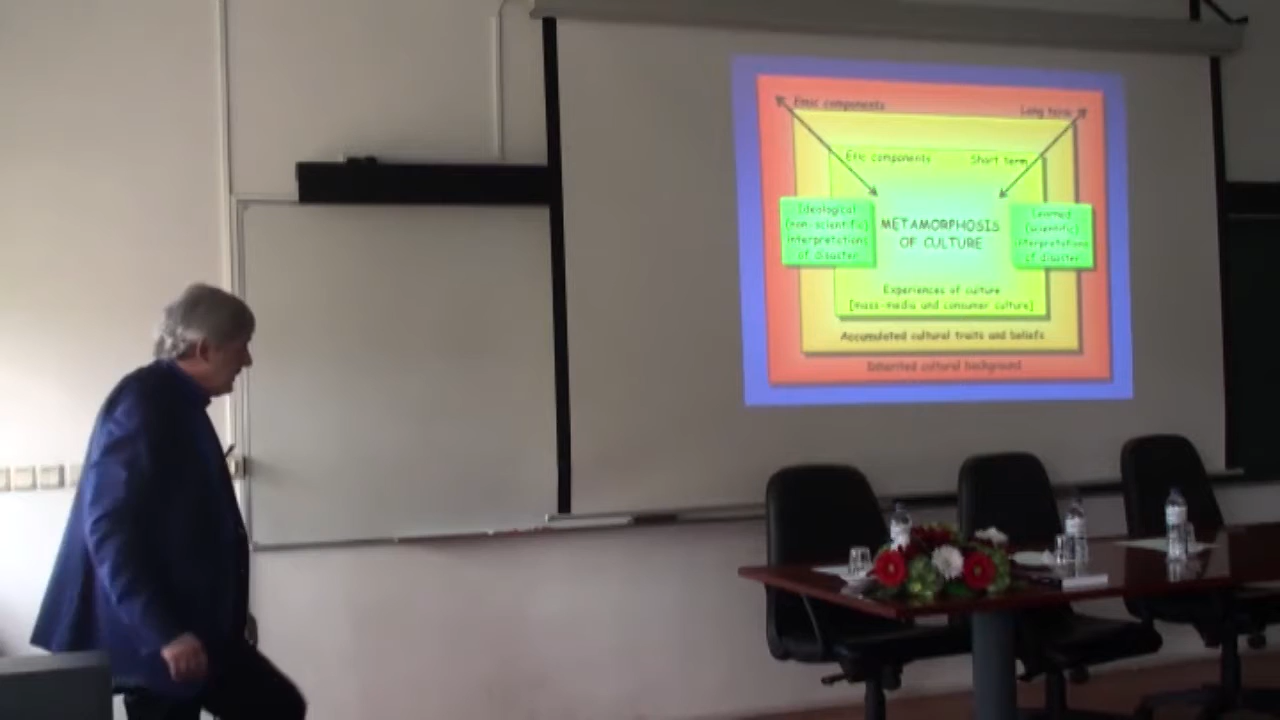 Emic components
Long term
Etic components
Short term
Ideological
(non-scientific)
interpretations
of disaster
METAMORPHOSIS
OF CULTURE
Learned
(scientific)
interpretations
of disaster
Experiences of culture
[mass-media and consumer culture]
Accumulated cultural traits and beliefs
Inherited cultural background